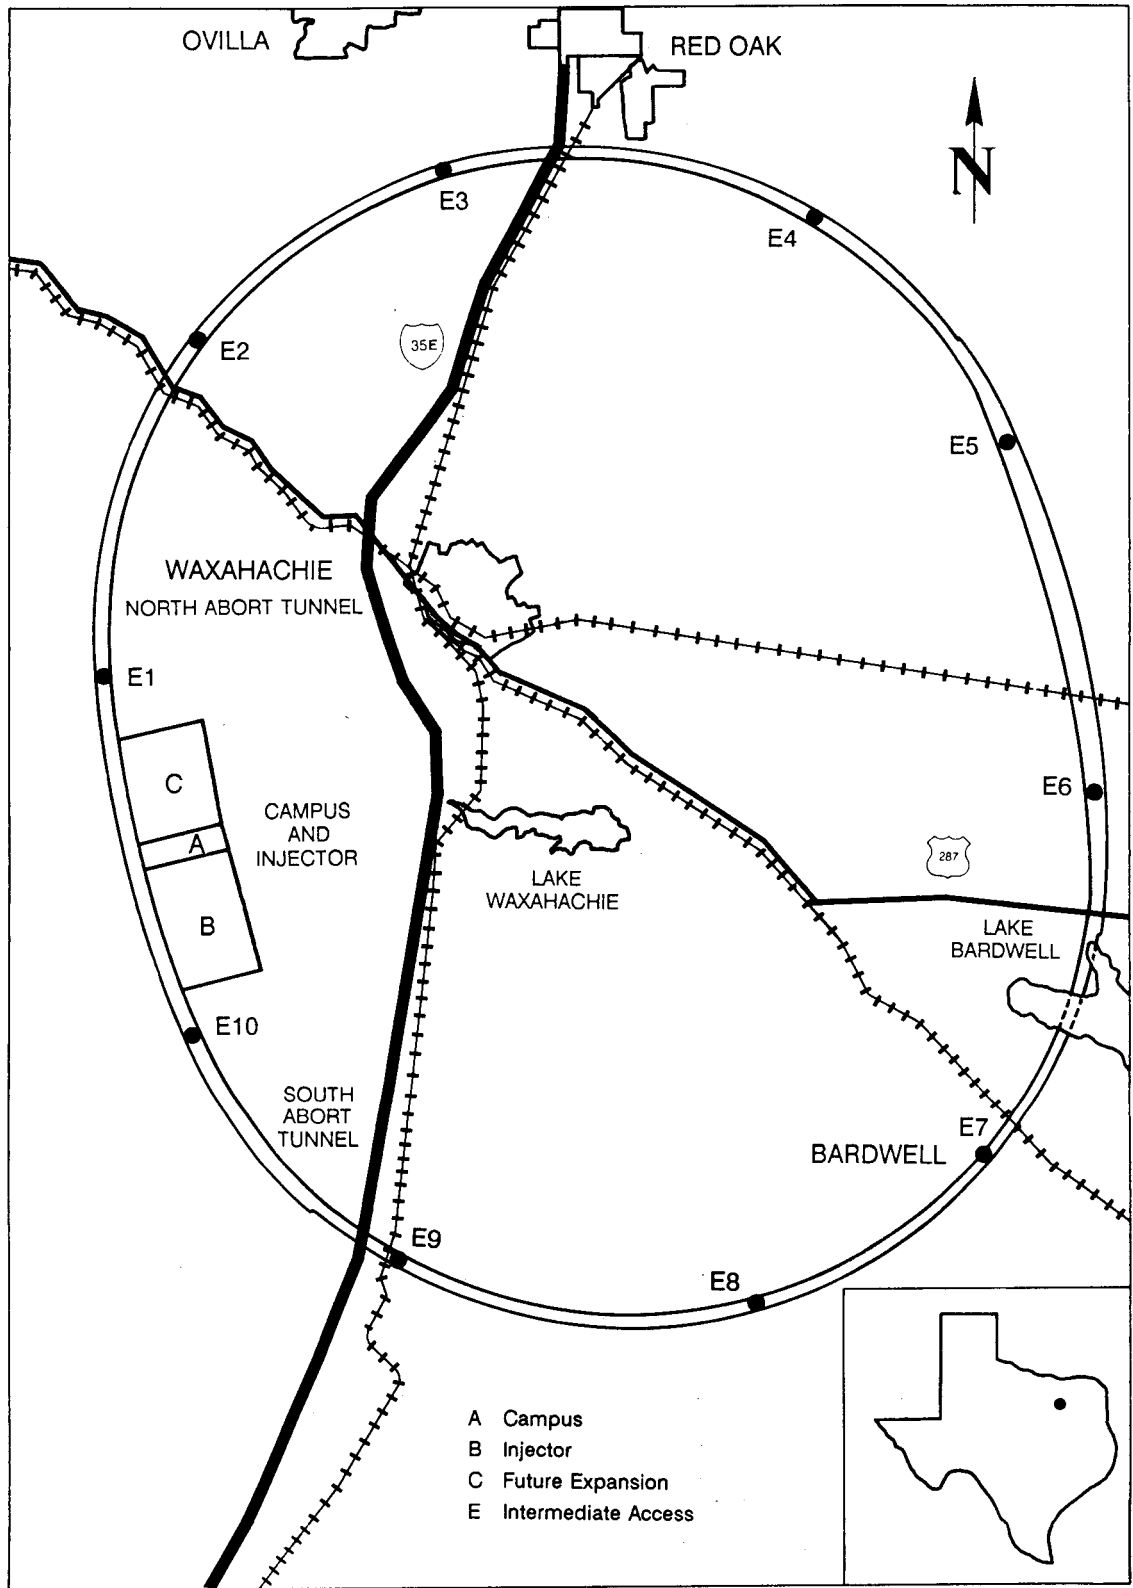 OVILLA
RED OAK
N
E3
E4
35E
E2
E5
WAXAHACHIE
NORTH ABORT TUNNEL
E1
C
A
B
CAMPUS
AND
INJECTOR
E6
287
LAKE
WAXAHACHIE
LAKE
BARDWELL
E10
SOUTH
ABORT
TUNNEL
E7
BARDWELL
E9
E8
A Campus
B Injector
C Future Expansion
E Intermediate Access